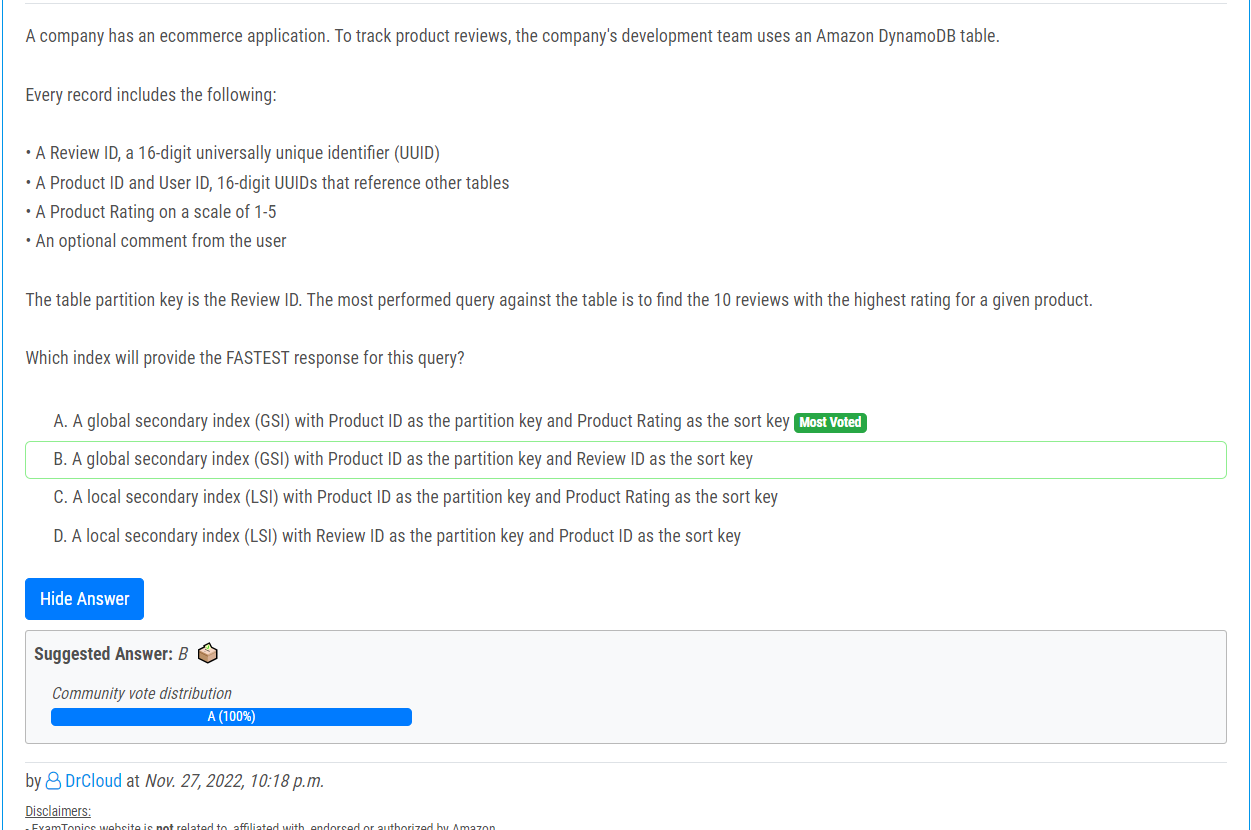 A company has an ecommerce application. To track product reviews, the company's development team uses an Amazon DynamoDB table.
Every record includes the following:
• A Review ID, a 16-digit universally unique identifier (UUID)
• A Product ID and User ID, 16-digit UUIDs that reference other tables
• A Product Rating on a scale of 1-5
• An optional comment from the user
The table partition key is the Review ID. The most performed query against the table is to find the 10 reviews with the highest rating for a given product.
Which index will provide the FASTEST response for this query?
A. A global secondary index (GSI) with Product ID as the partition key and Product Rating as the sort key Most Voted
B. A global secondary index (GSI) with Product ID as the partition key and Review ID as the sort key
C. A local secondary index (LSI) with Product ID as the partition key and Product Rating as the sort key
D. A local secondary index (LSI) with Review ID as the partition key and Product ID as the sort key
Hide Answer
Suggested Answer: B
Community vote distribution
A (100%)
by DrCloud at Nov. 27, 2022, 10:18 p.m.
Disclaimers:
- ExamTopics website is not related to, affiliated with, endorsed or authorized by Amazon.